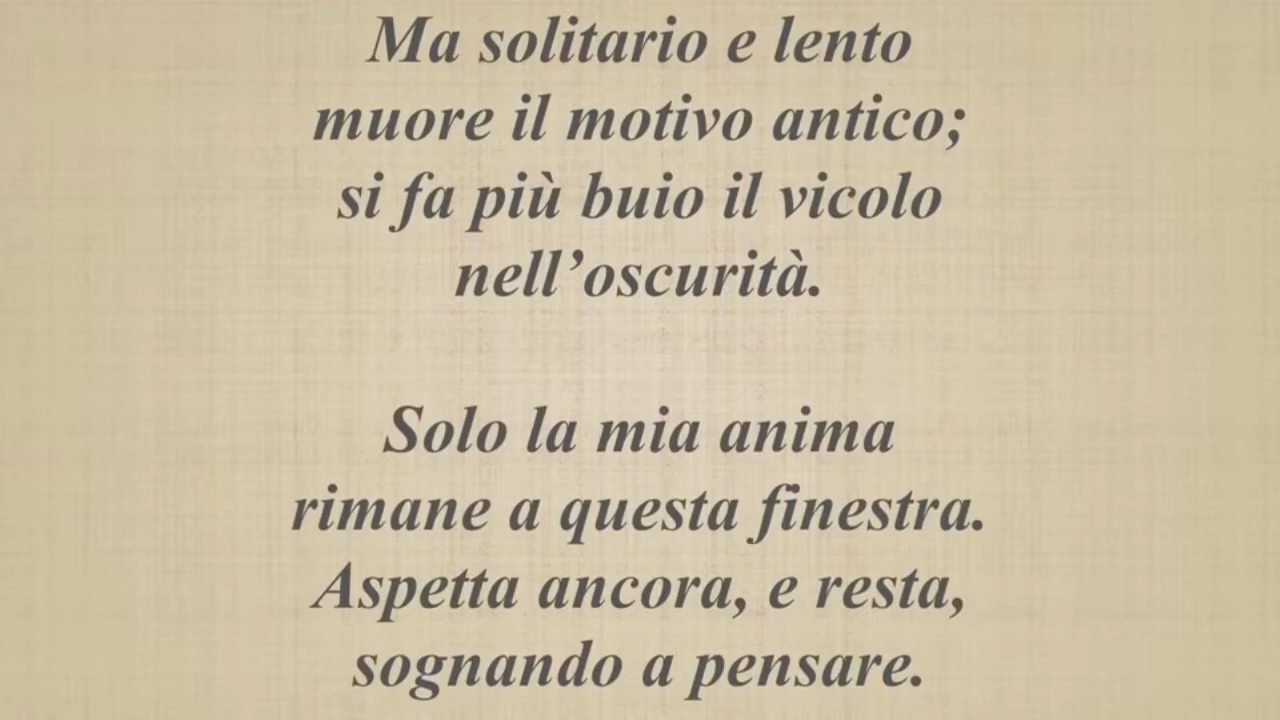 Ma solitario e lento
muore il motivo antico;
si fa più buio il vicolo
nell’oscurità.
Solo la mia anima
rimane a questa finestra.
Aspetta ancora, e resta,
sognando a pensare.